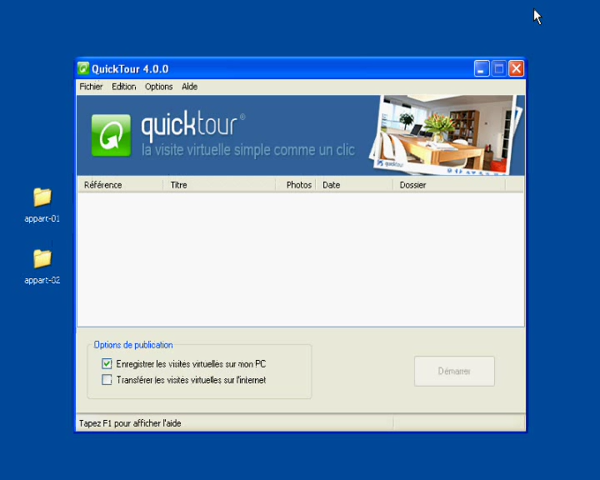 QuickTour 4.0.0
Fichier Edition Options Aide
quicktour®
la visite virtuelle simple comme un clic
quicktour
Référence Titre Photos Date Dossier
appart-01
appart-02
Options de publication
Enregistrer les visites virtuelles sur mon PC
Transférer les visites virtuelles sur l'internet
Démarrer
Tapez F1 pour afficher l'aide